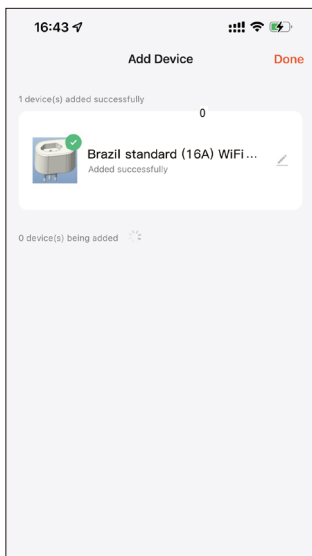 16:43
Add Device
Done
1 device(s) added successfully
0
Brazil standard (16A) WiFi...
Added successfully
0 device(s) being added